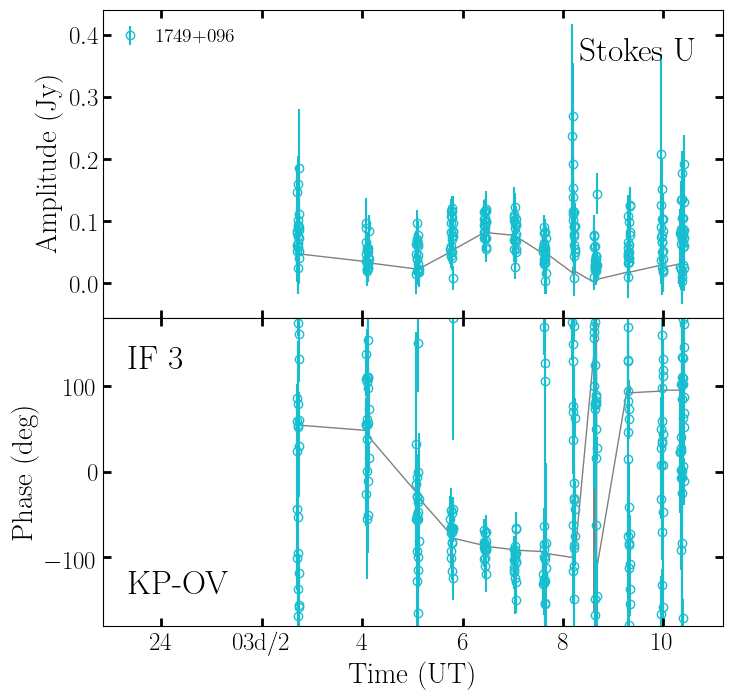 1749+096
Stokes U
0.4
0.3
0.2
0.1
0.0
Amplitude (Jy)
IF 3
100
0
−100
Phase (deg)
KP-OV
24 03d/2 4 6 8 10
Time (UT)